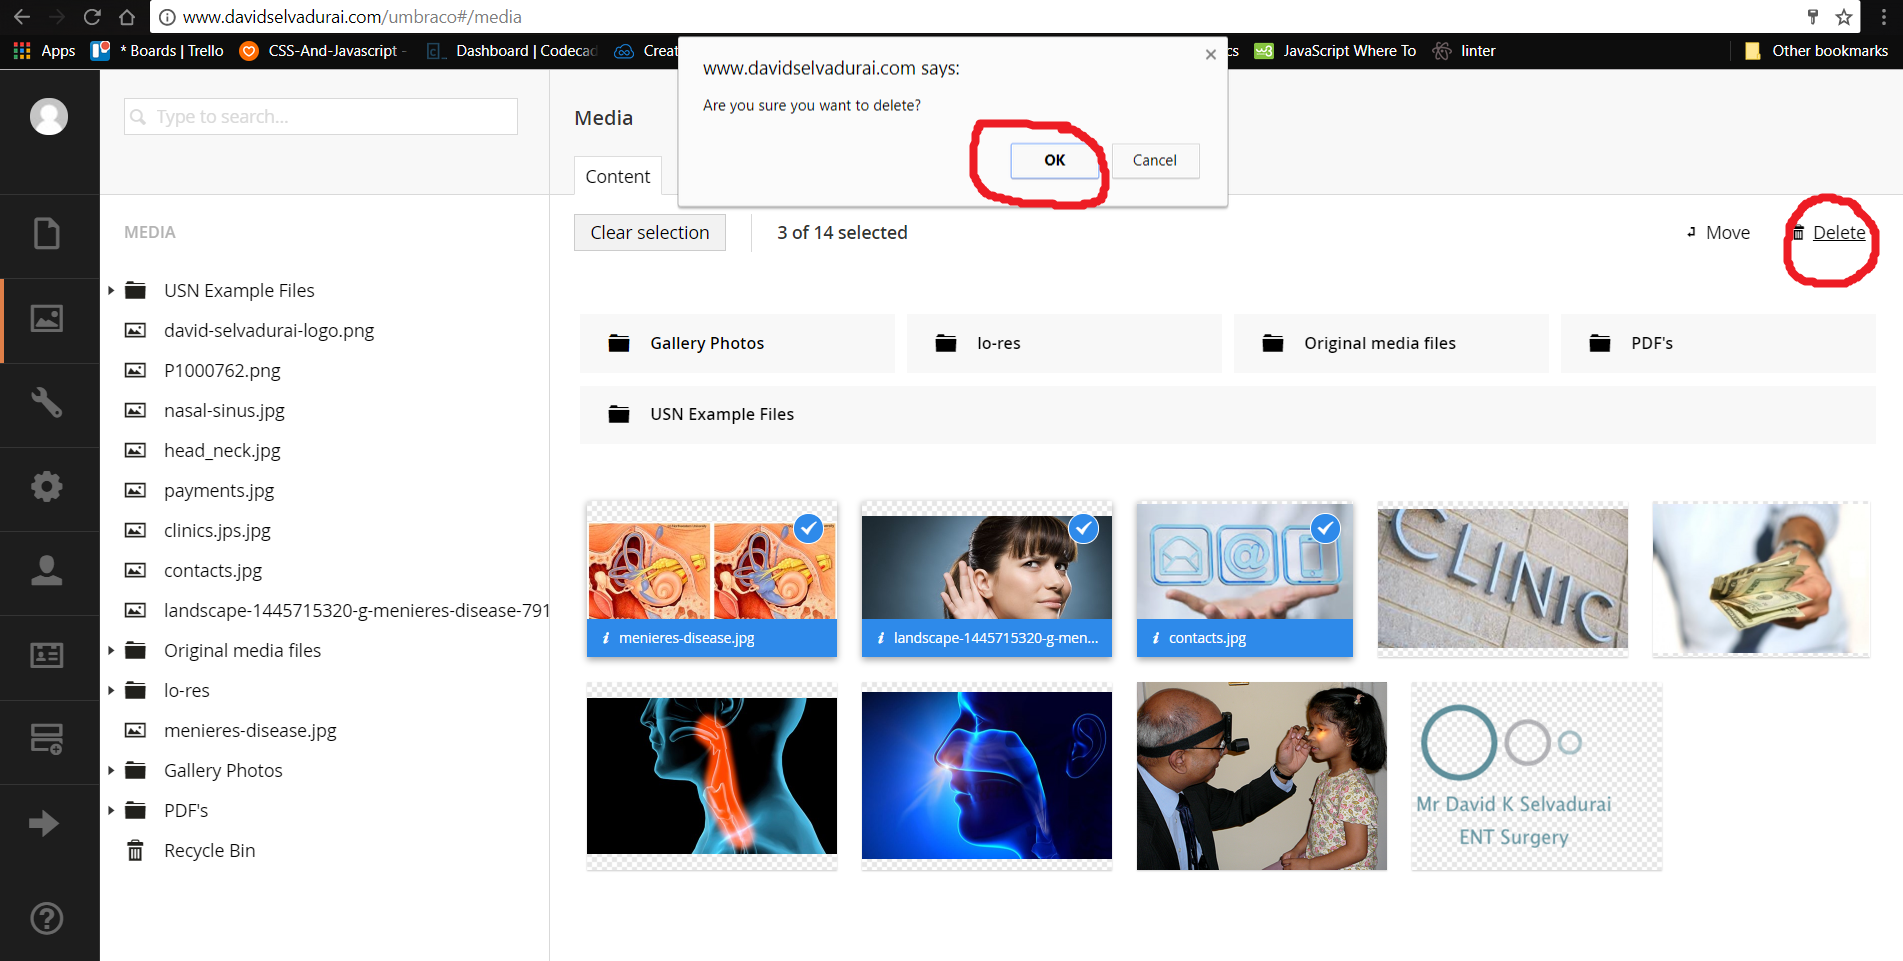 www.davidselvadurai.com/umbraco#/media
Apps
* Boards | Trello
CSS-And-Javascript -
Dashboard | Codecad
Creat
cs
JavaScript Where To
linter
Other bookmarks
www.davidselvadurai.com says:
Are you sure you want to delete?
OK
Cancel
Type to search...
Media
Content
MEDIA
Clear selection
3 of 14 selected
Move
Delete
USN Example Files
david-selvadurai-logo.png
P1000762.png
nasal-sinus.jpg
head_neck.jpg
payments.jpg
clinics.jps.jpg
contacts.jpg
landscape-1445715320-g-menieres-disease-791
Original media files
lo-res
menieres-disease.jpg
Gallery Photos
PDF's
Recycle Bin
Gallery Photos
lo-res
Original media files
PDF's
USN Example Files
menieres-disease.jpg
landscape-1445715320-g-men...
contacts.jpg
CLINIC
Mr David K Selvadurai
ENT Surgery